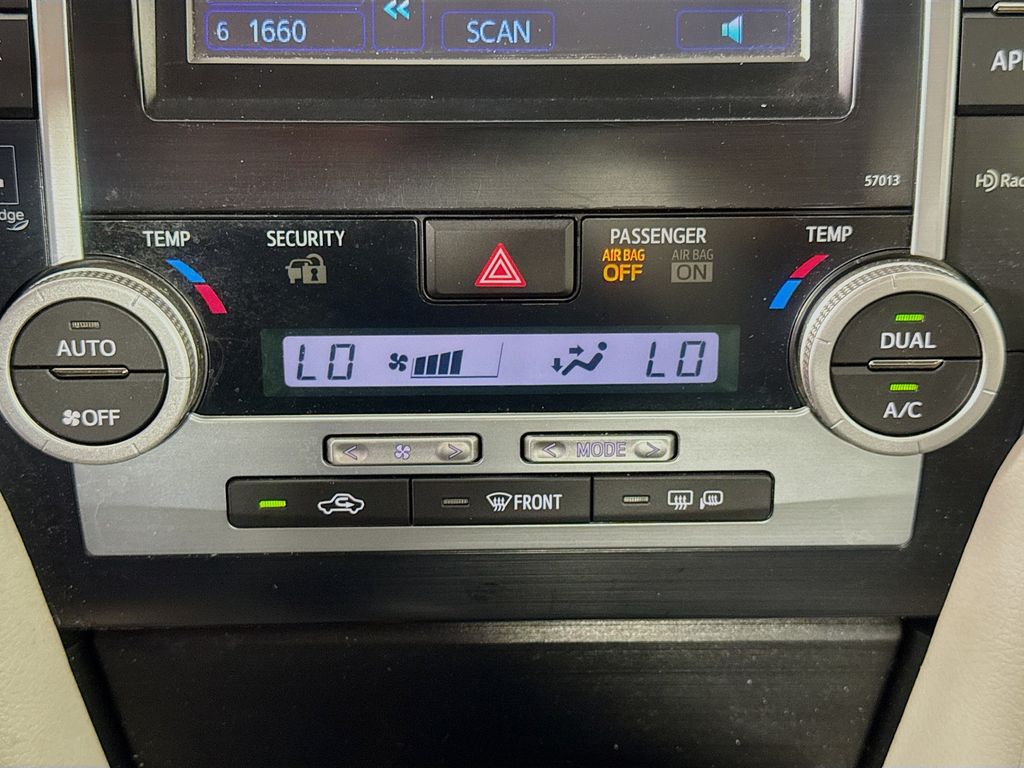 6 1660
SCAN
57013
TEMP
SECURITY
PASSENGER
AIR BAG
OFF
AIR BAG
ON
TEMP
AUTO
OFF
LO
LO
DUAL
A/C
MODE
FRONT